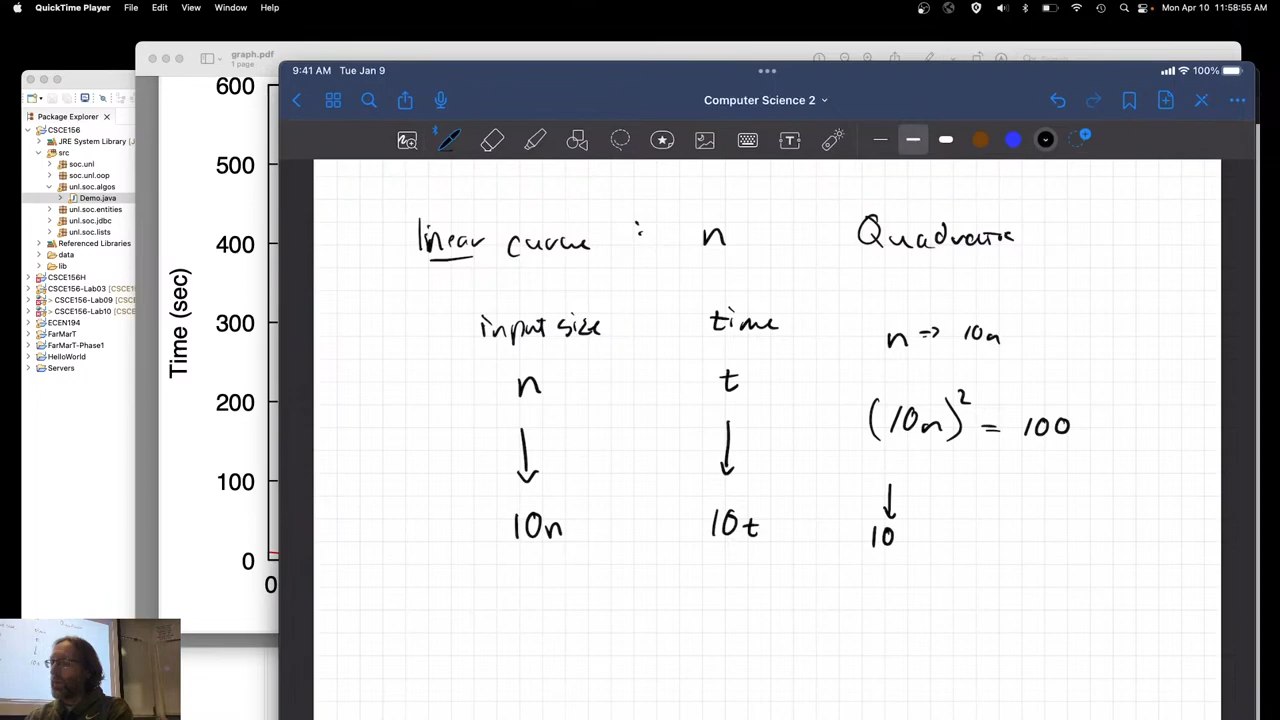 QuickTime Player File Edit View Window Help
Mon Apr 10 11:58:55 AM
graph.pdf
1 page
Search
9:41 AM Tue Jan 9
100%
Computer Science 2
Package Explorer
CSCE156
JRE System Library
src
soc.unl
soc.unl.oop
unl.soc.algos
Demo.java
unl.soc.entities
unl.soc.jdbc
unl.soc.lists
Referenced Libraries
data
lib
CSCE156H
CSCE156-Lab03
> CSCE156-Lab09
> CSCE156-Lab10
ECEN194
FarMarT
FarMarT-Phase1
HelloWorld
Servers
600
500
400
300
200
100
0
0
Time (sec)
linear curve : n Quadratic
input size time n => 10n
n t
(10n)² = 100
10n 10t 10